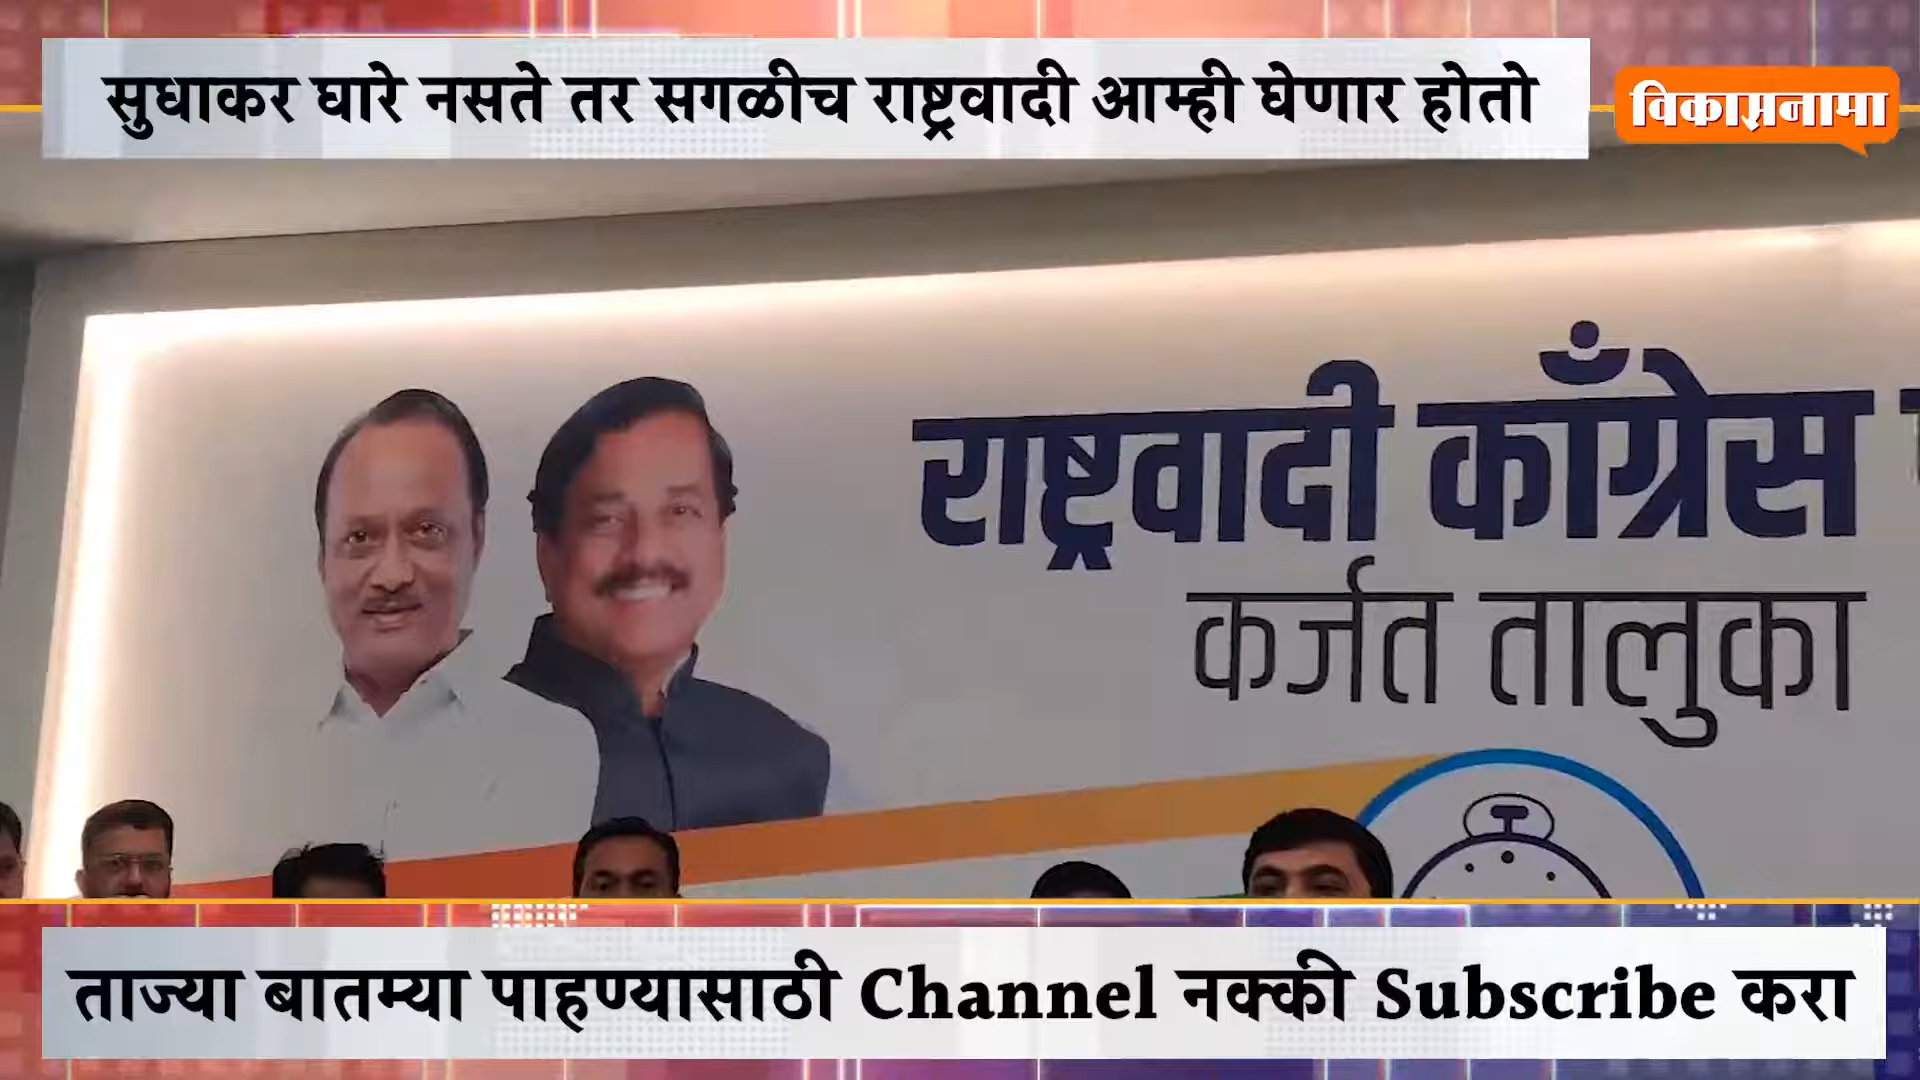 सुधाकर घारे नसते तर सगळीच राष्ट्रवादी आम्ही घेणार होतो
विकासनामा
राष्ट्रवादी काँग्रेस
कर्जत तालुका
ताज्या बातम्या पाहण्यासाठी Channel नक्की Subscribe करा